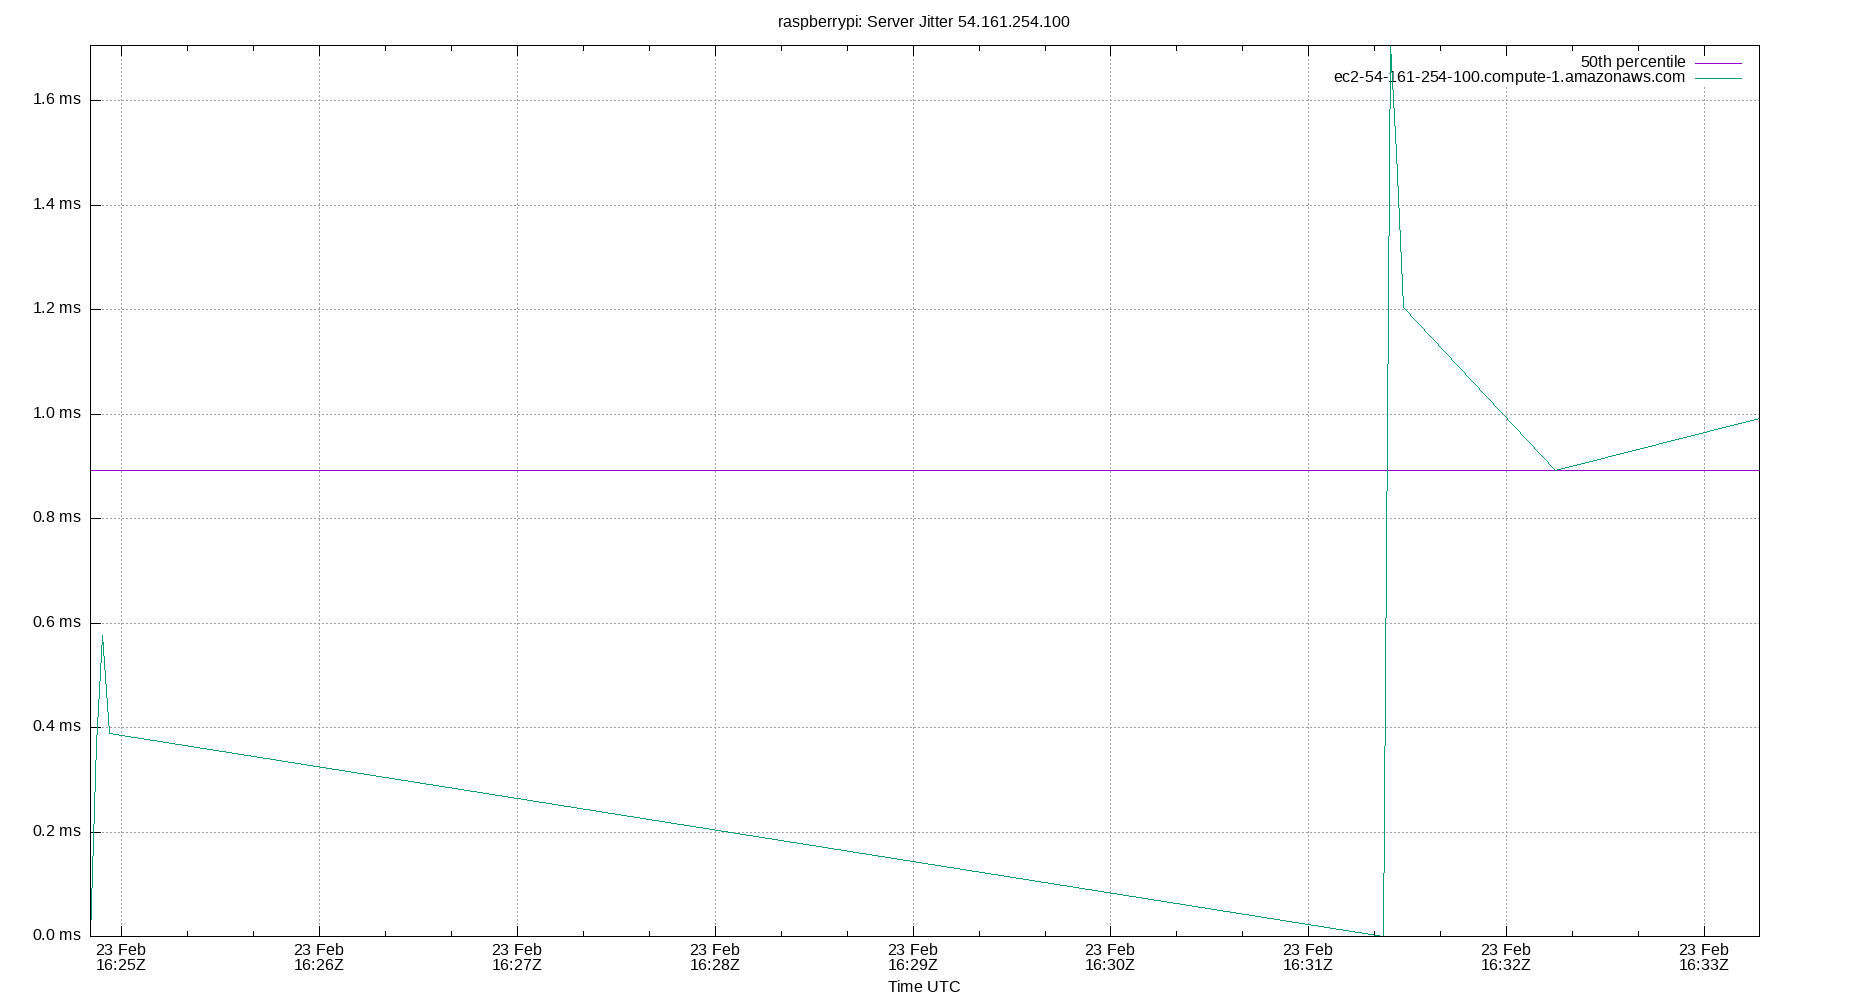 raspberrypi: Server Jitter 54.161.254.100
50th percentile
ec2-54-161-254-100.compute-1.amazonaws.com
1.6 ms
1.4 ms
1.2 ms
1.0 ms
0.8 ms
0.6 ms
0.4 ms
0.2 ms
0.0 ms
23 Feb 23 Feb 23 Feb 23 Feb 23 Feb 23 Feb 23 Feb 23 Feb 23 Feb
16:25Z 16:26Z 16:27Z 16:28Z 16:29Z 16:30Z 16:31Z 16:32Z 16:33Z
Time UTC